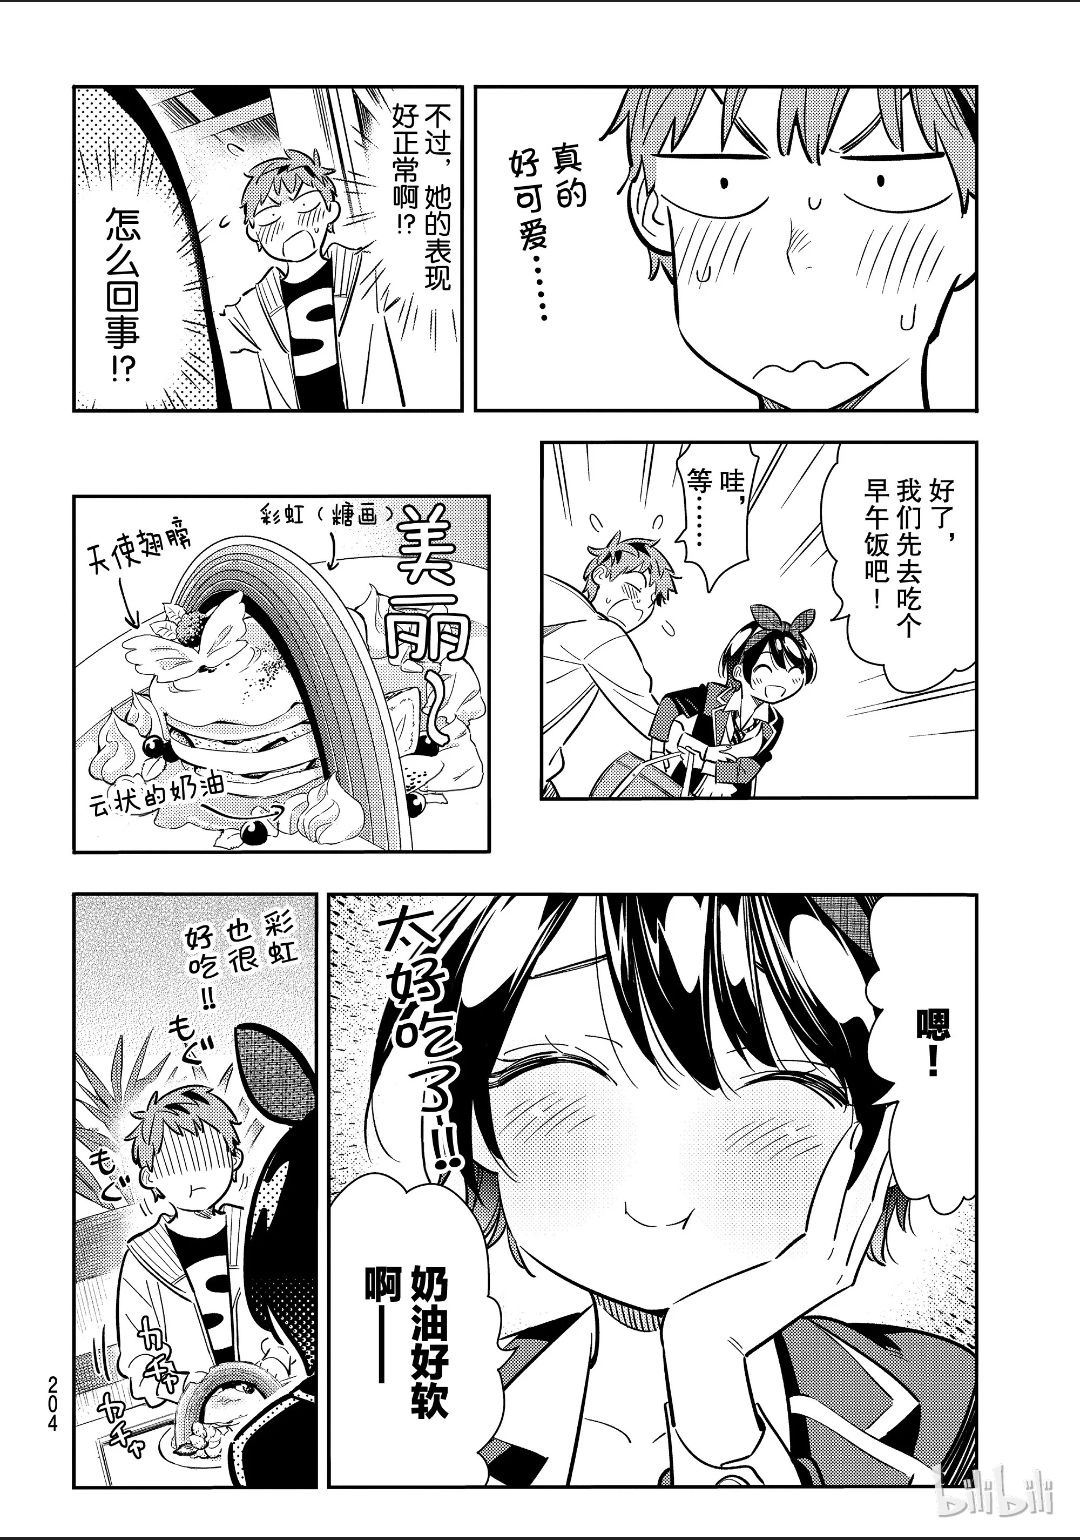 真的
好可爱……
不过，她的表现
好正常啊！？
怎么回事！？
好了，
我们先去吃个
早午饭吧！
哇，
等……
美丽～
彩虹（糖画）
天使翅膀
云状的奶油
嗯！
太好吃了！！
奶油好软
啊——
彩虹
也很
好吃！！
もぐ
もぐ
カチャ
カチャ
204
bilibili